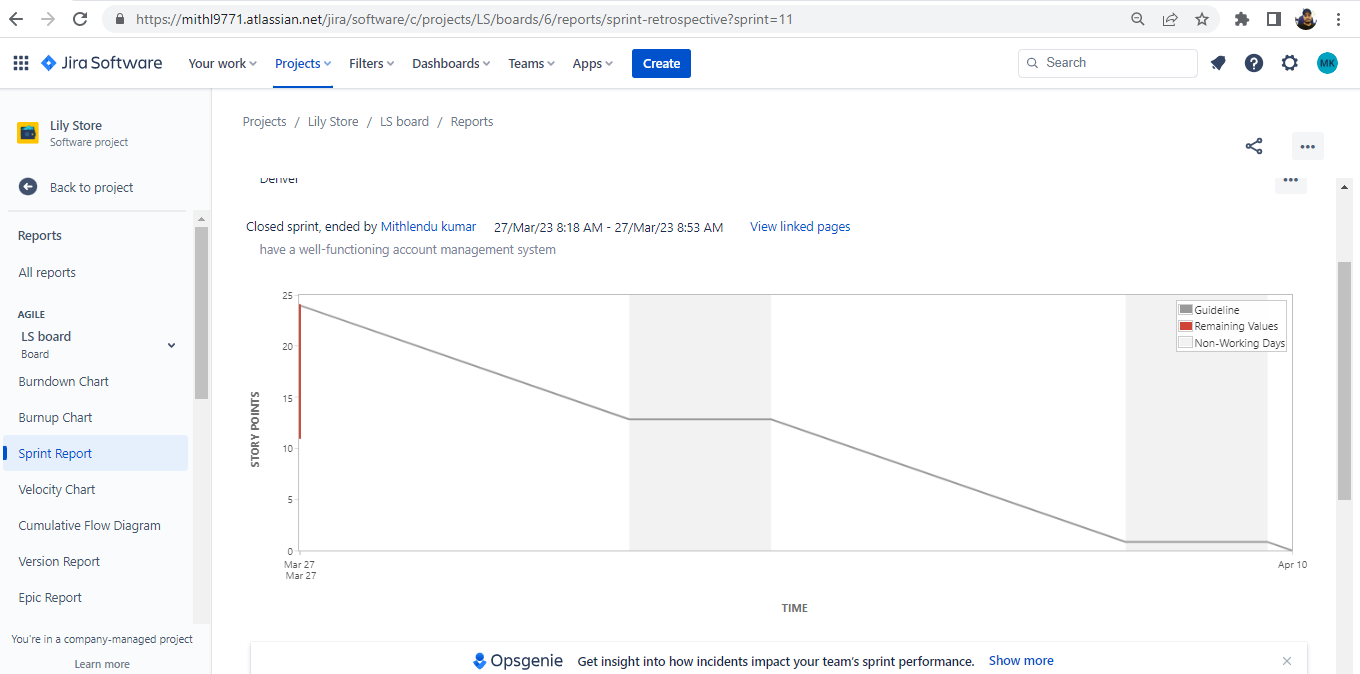 https://mithl9771.atlassian.net/jira/software/c/projects/LS/boards/6/reports/sprint-retrospective?sprint=11
Jira Software Your work Projects Filters Dashboards Teams Apps Create Search MK
Lily Store
Software project
Back to project
Reports
All reports
AGILE
LS board
Board
Burndown Chart
Burnup Chart
Sprint Report
Velocity Chart
Cumulative Flow Diagram
Version Report
Epic Report
You're in a company-managed project
Learn more
Projects / Lily Store / LS board / Reports
Denver
Closed sprint, ended by Mithlendu kumar 27/Mar/23 8:18 AM - 27/Mar/23 8:53 AM View linked pages
have a well-functioning account management system
STORY POINTS
25
20
15
10
5
0
Guideline
Remaining Values
Non-Working Days
Mar 27
Mar 27
Apr 10
TIME
Opsgenie Get insight into how incidents impact your team's sprint performance. Show more